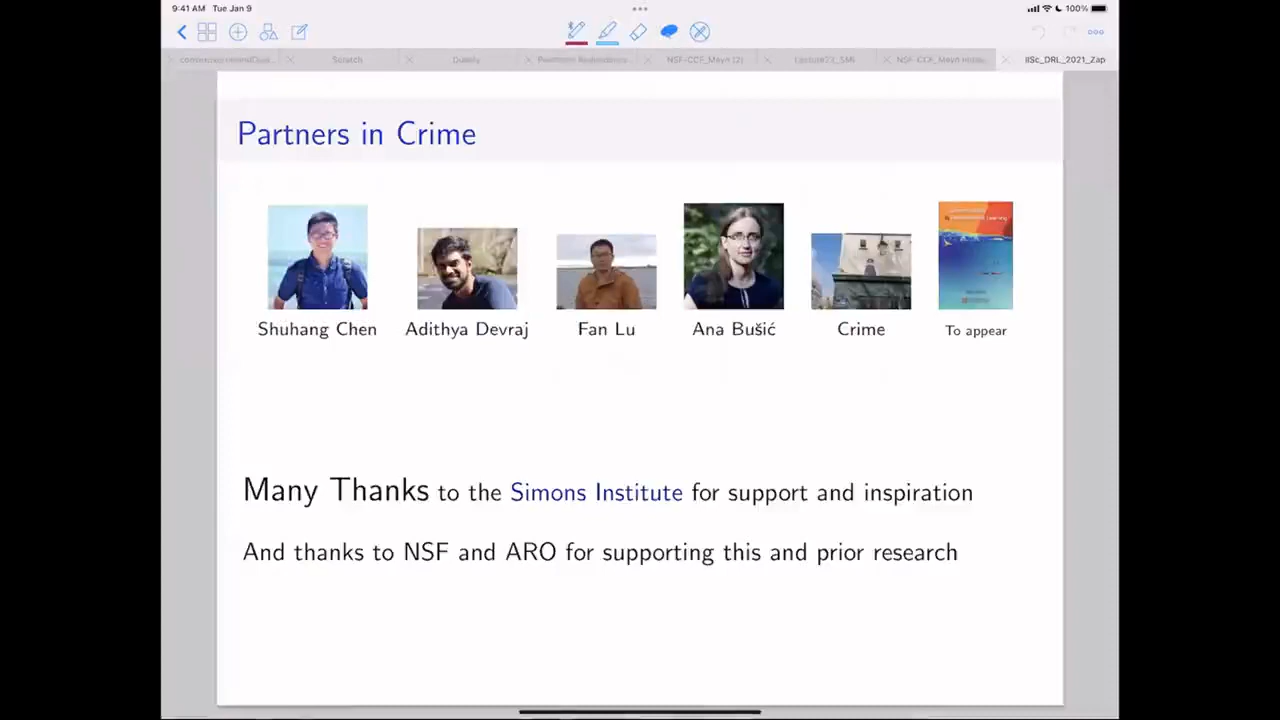 9:41 AM Tue Jan 9
100%
Scratch
Duality
NSF-CCF_Meyn (2)
Lecture23_SMI
IISc_DRL_2021_Zap
Partners in Crime
Shuhang Chen
Adithya Devraj
Fan Lu
Ana Bušić
Crime
To appear
Many Thanks to the Simons Institute for support and inspiration
And thanks to NSF and ARO for supporting this and prior research